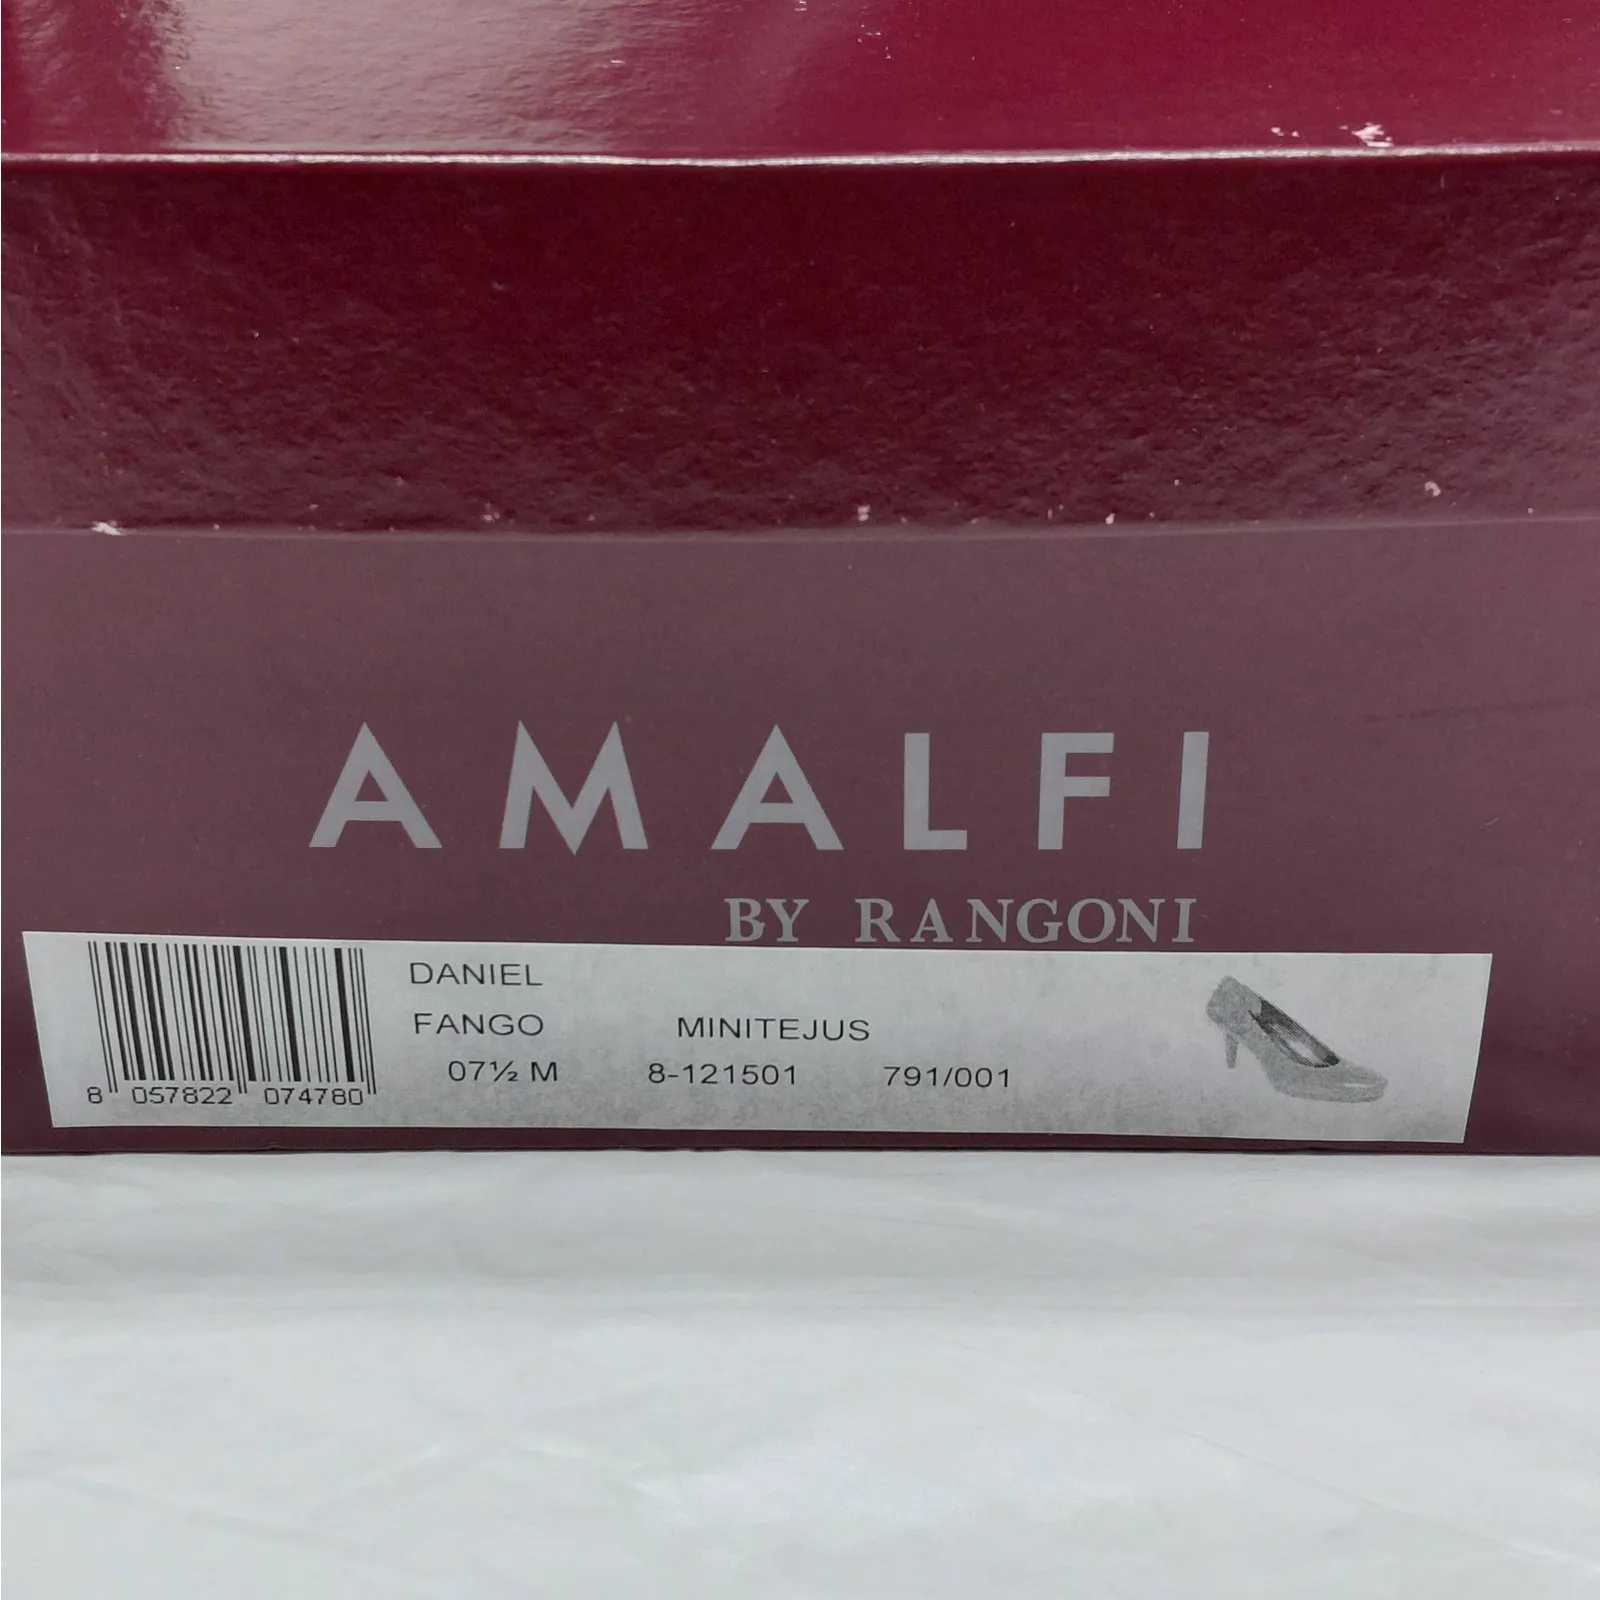 AMALFI
BY RANGONI
DANIEL
FANGO MINITEJUS
07½ M 8-121501 791/001
8 057822 074780